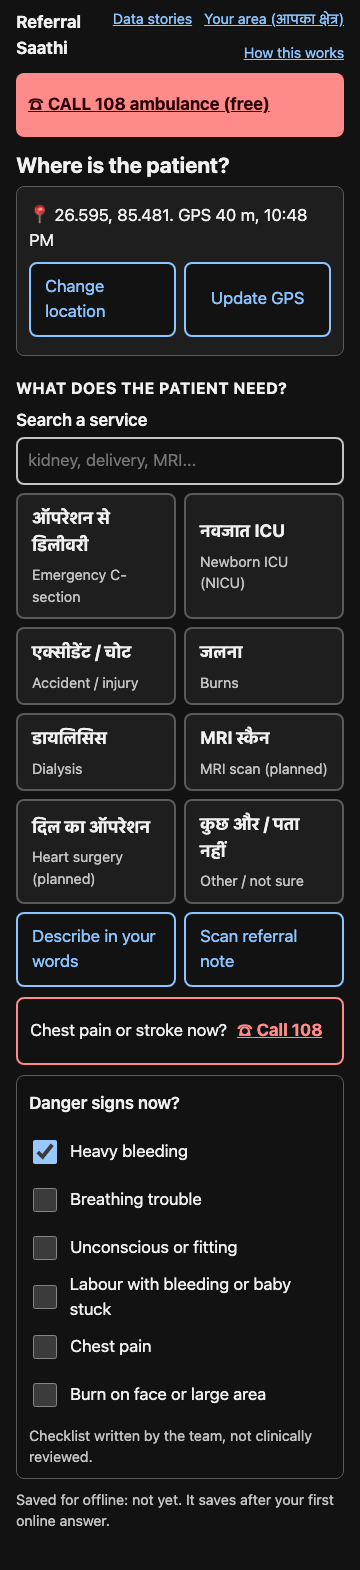 Referral Saathi
Data stories
Your area (आपका क्षेत्र)
How this works
☎ CALL 108 ambulance (free)
Where is the patient?
📍 26.595, 85.481. GPS 40 m, 10:48
PM
Change
location
Update GPS
WHAT DOES THE PATIENT NEED?
Search a service
kidney, delivery, MRI...
ऑपरेशन से
डिलीवरी
Emergency C-
section
नवजात ICU
Newborn ICU
(NICU)
एक्सीडेंट / चोट
Accident / injury
जलना
Burns
डायलिसिस
Dialysis
MRI स्कैन
MRI scan (planned)
दिल का ऑपरेशन
Heart surgery
(planned)
कुछ और / पता
नहीं
Other / not sure
Describe in your
words
Scan referral
note
Chest pain or stroke now? ☎ Call 108
Danger signs now?
Heavy bleeding
Breathing trouble
Unconscious or fitting
Labour with bleeding or baby
stuck
Chest pain
Burn on face or large area
Checklist written by the team, not clinically
reviewed.
Saved for offline: not yet. It saves after your first
online answer.